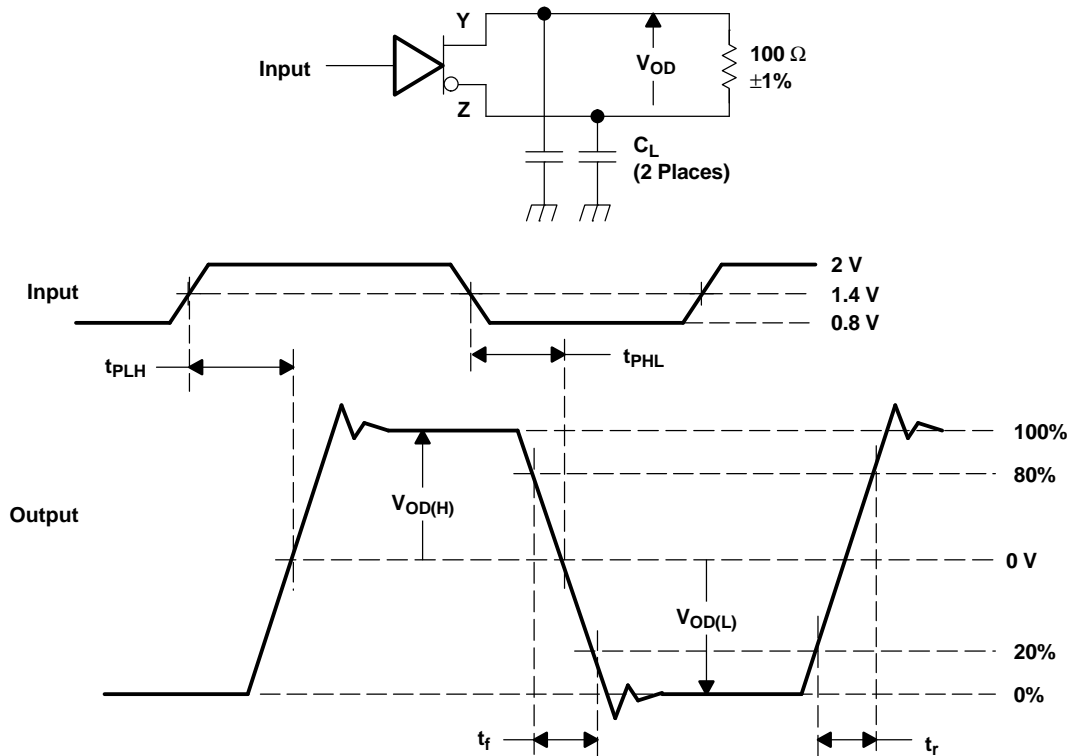 Y
Input
Z
V_OD
100 Ω
±1%
C_L
(2 Places)
Input
2 V
1.4 V
0.8 V
t_PLH
t_PHL
Output
V_OD(H)
V_OD(L)
100%
80%
0 V
20%
0%
t_f
t_r